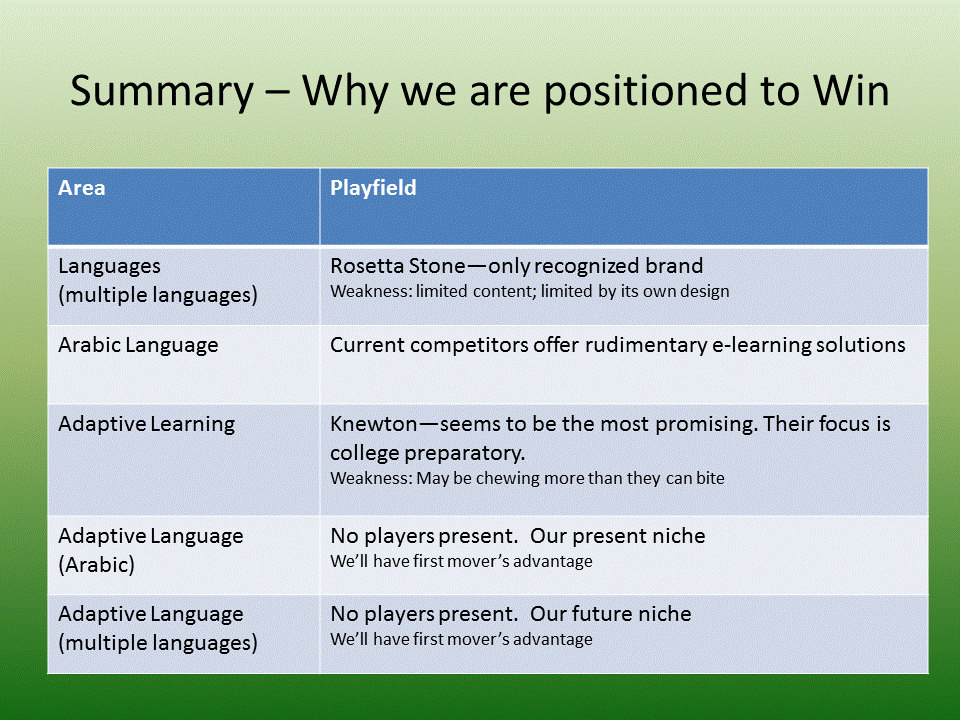 Summary – Why we are positioned to Win
Area
Playfield
Languages
(multiple languages)
Rosetta Stone—only recognized brand
Weakness: limited content; limited by its own design
Arabic Language
Current competitors offer rudimentary e-learning solutions
Adaptive Learning
Knewton—seems to be the most promising. Their focus is
college preparatory.
Weakness: May be chewing more than they can bite
Adaptive Language
(Arabic)
No players present.  Our present niche
We’ll have first mover’s advantage
Adaptive Language
(multiple languages)
No players present.  Our future niche
We’ll have first mover’s advantage